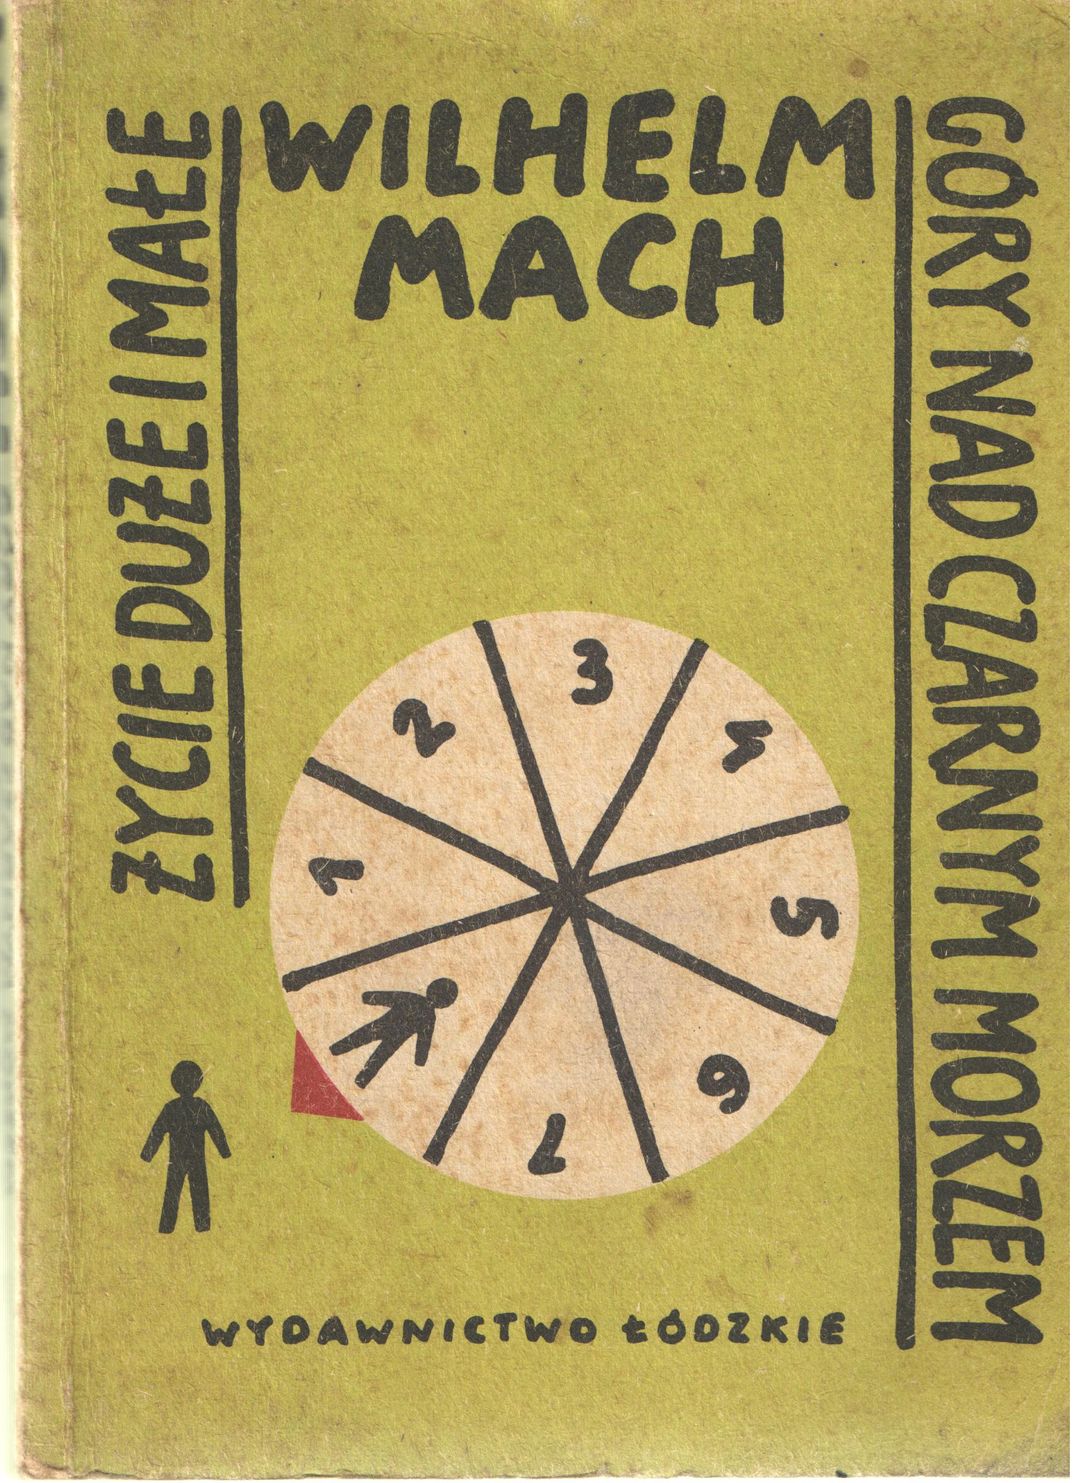 WILHELM
MACH
ŻYCIE DUŻE I MAŁE
GÓRY NAD CZARNYM MORZEM
1
2
3
4
5
6
7
WYDAWNICTWO ŁÓDZKIE